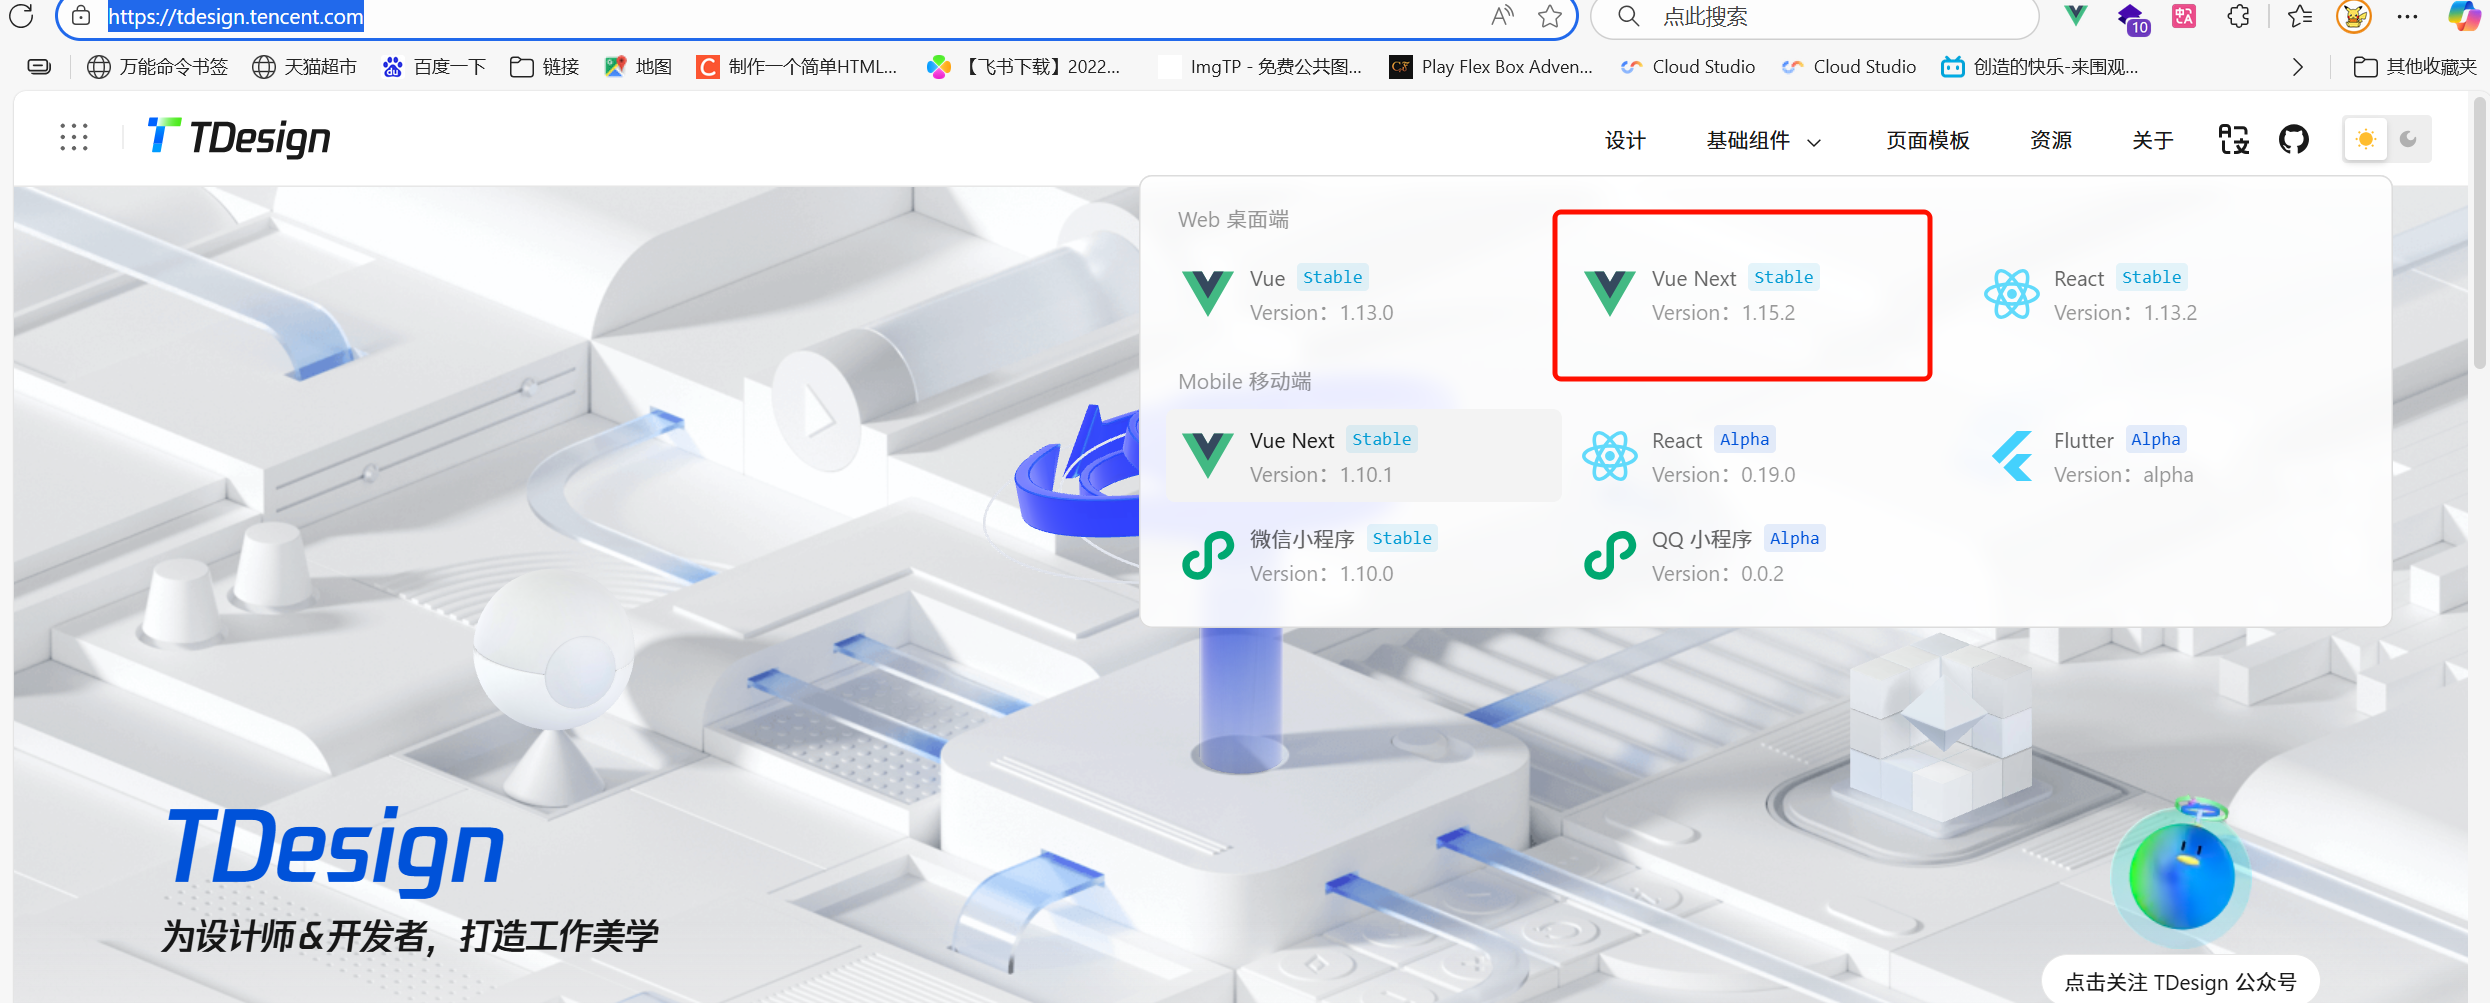 https://tdesign.tencent.com
点此搜索
10
万能命令书签
天猫超市
百度一下
链接
地图
制作一个简单HTML...
【飞书下载】2022...
ImgTP - 免费公共图...
Play Flex Box Adven...
Cloud Studio
Cloud Studio
创造的快乐-来围观...
其他收藏夹
TDesign
设计
基础组件
页面模板
资源
关于
Web 桌面端
Vue Stable
Version：1.13.0
Vue Next Stable
Version：1.15.2
React Stable
Version：1.13.2
Mobile 移动端
Vue Next Stable
Version：1.10.1
React Alpha
Version：0.19.0
Flutter Alpha
Version：alpha
微信小程序 Stable
Version：1.10.0
QQ 小程序 Alpha
Version：0.0.2
TDesign
为设计师&开发者，打造工作美学
点击关注 TDesign 公众号